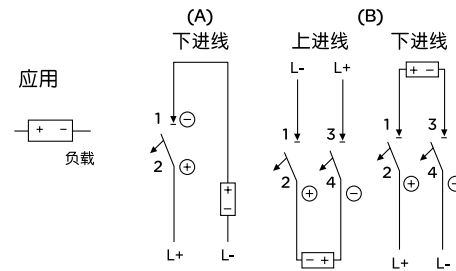 (A) (B)
下进线 上进线 下进线
L- L+
+ -
应用
1 - 1 3 1 3
+ -
负载
2 + 2 + 4 - 2 + 4 -
+
-
- +
L+ L- L+ L-